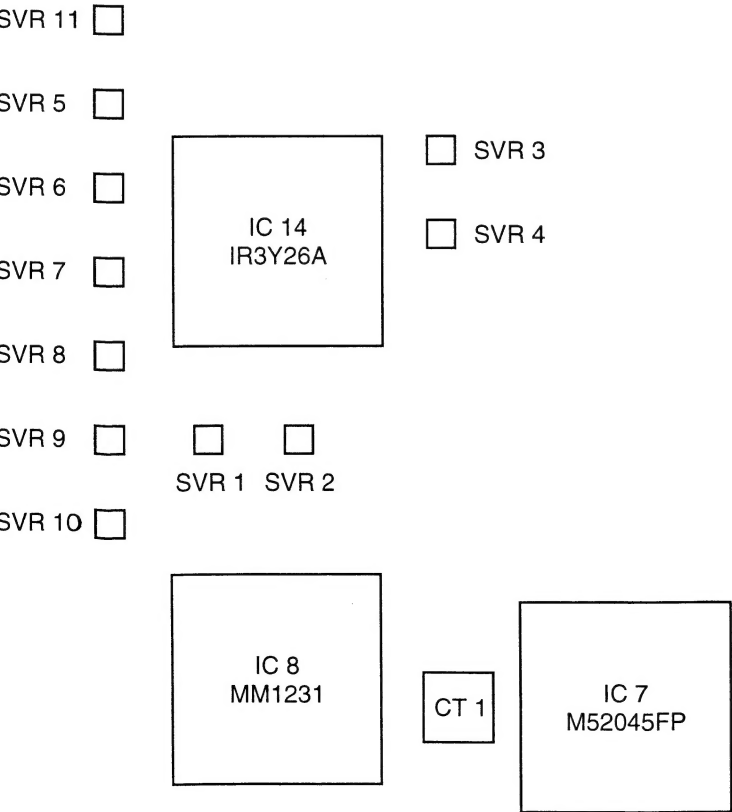 SVR 11
SVR 5
SVR 3
SVR 6
IC 14
IR3Y26A
SVR 4
SVR 7
SVR 8
SVR 9
SVR 1
SVR 2
SVR 10
IC 8
MM1231
CT 1
IC 7
M52045FP